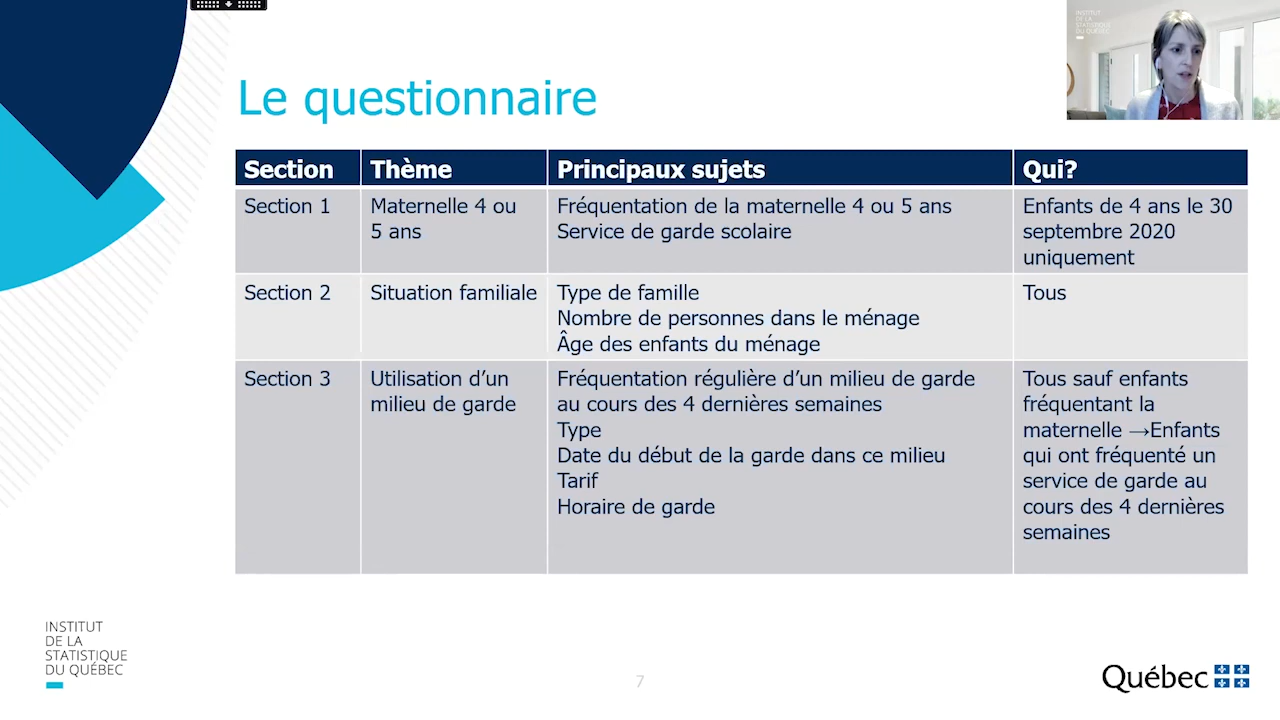 INSTITUT
DE LA
STATISTIQUE
DU QUÉBEC
Le questionnaire
Section
Thème
Principaux sujets
Qui?
Section 1
Maternelle 4 ou
5 ans
Fréquentation de la maternelle 4 ou 5 ans
Service de garde scolaire
Enfants de 4 ans le 30
septembre 2020
uniquement
Section 2
Situation familiale
Type de famille
Nombre de personnes dans le ménage
Âge des enfants du ménage
Tous
Section 3
Utilisation d’un
milieu de garde
Fréquentation régulière d’un milieu de garde
au cours des 4 dernières semaines
Type
Date du début de la garde dans ce milieu
Tarif
Horaire de garde
Tous sauf enfants
fréquentant la
maternelle →Enfants
qui ont fréquenté un
service de garde au
cours des 4 dernières
semaines
INSTITUT
DE LA
STATISTIQUE
DU QUÉBEC
7
Québec